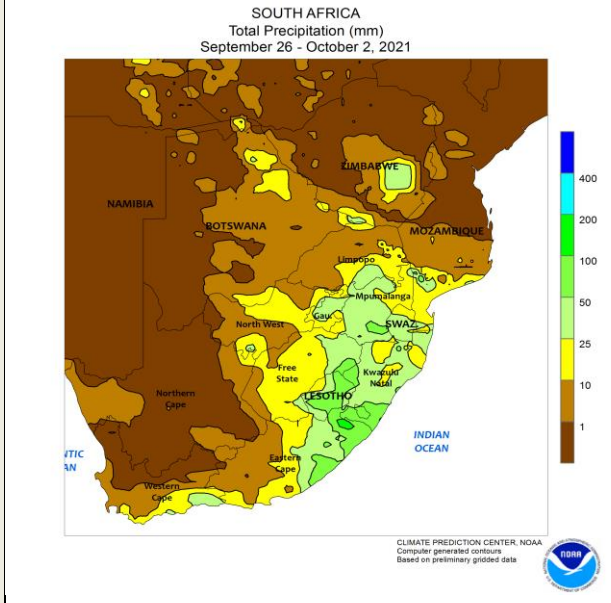 SOUTH AFRICA
Total Precipitation (mm)
September 26 - October 2, 2021
ZIMBABWE
NAMIBIA
BOTSWANA
MOZAMBIQUE
Limpopo
Mpumalanga
Gau.
North West
SWAZ.
Free
State
Kwazulu
Natal
Northern
Cape
LESOTHO
INDIAN
OCEAN
NTIC
AN
Eastern
Cape
Western
Cape
400
200
100
50
25
10
1
CLIMATE PREDICTION CENTER, NOAA
Computer generated contours
Based on preliminary gridded data
NOAA